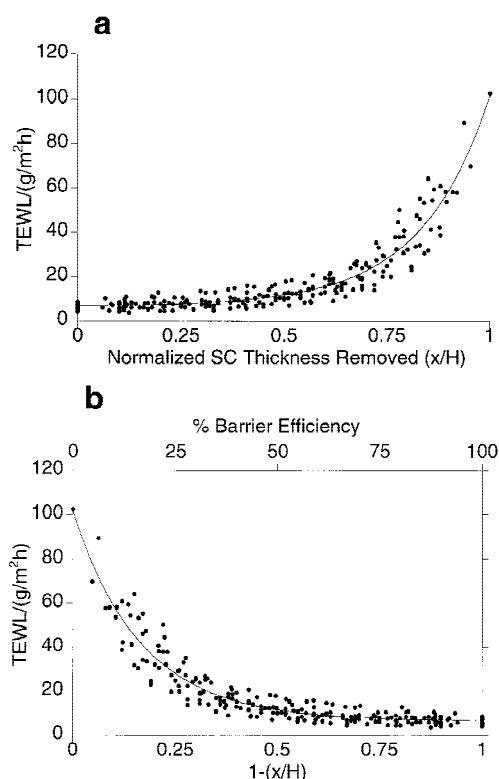 a
120
100
80
60
40
20
0
TEWL/(g/m²h)
0 0.25 0.5 0.75 1
Normalized SC Thickness Removed (x/H)
b
% Barrier Efficiency
0 25 50 75 100
120
100
80
60
40
20
0
TEWL/(g/m²h)
0 0.25 0.5 0.75 1
1-(x/H)